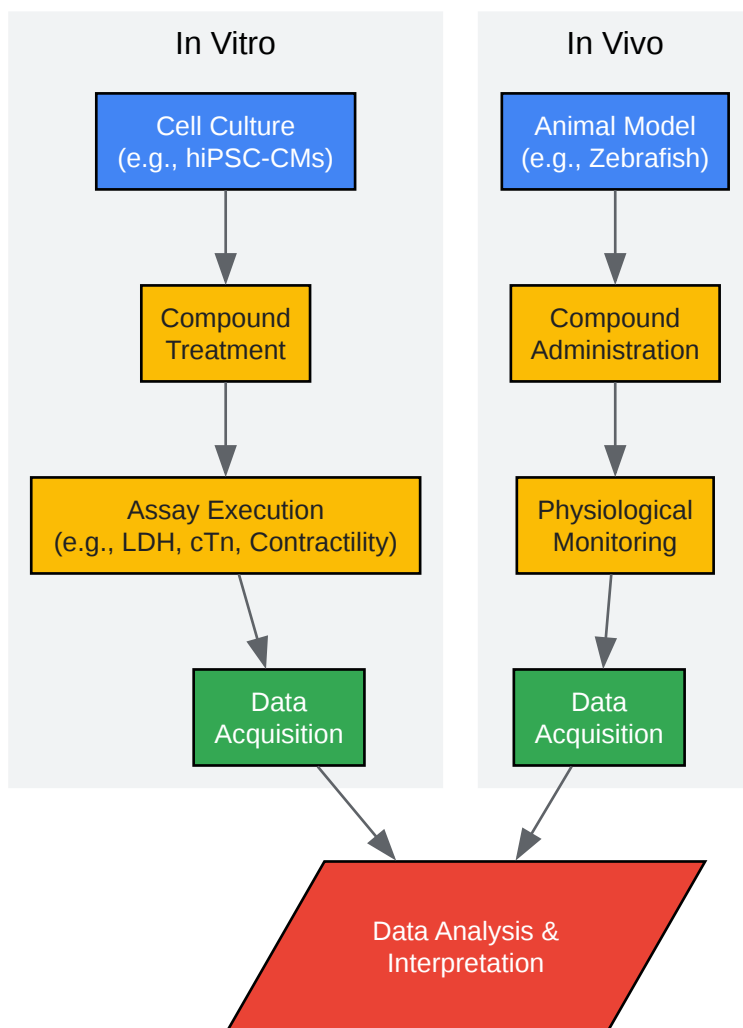 In Vitro
Cell Culture
(e.g., hiPSC-CMs)
Compound
Treatment
Assay Execution
(e.g., LDH, cTn, Contractility)
Data
Acquisition
In Vivo
Animal Model
(e.g., Zebrafish)
Compound
Administration
Physiological
Monitoring
Data
Acquisition
Data Analysis &
Interpretation